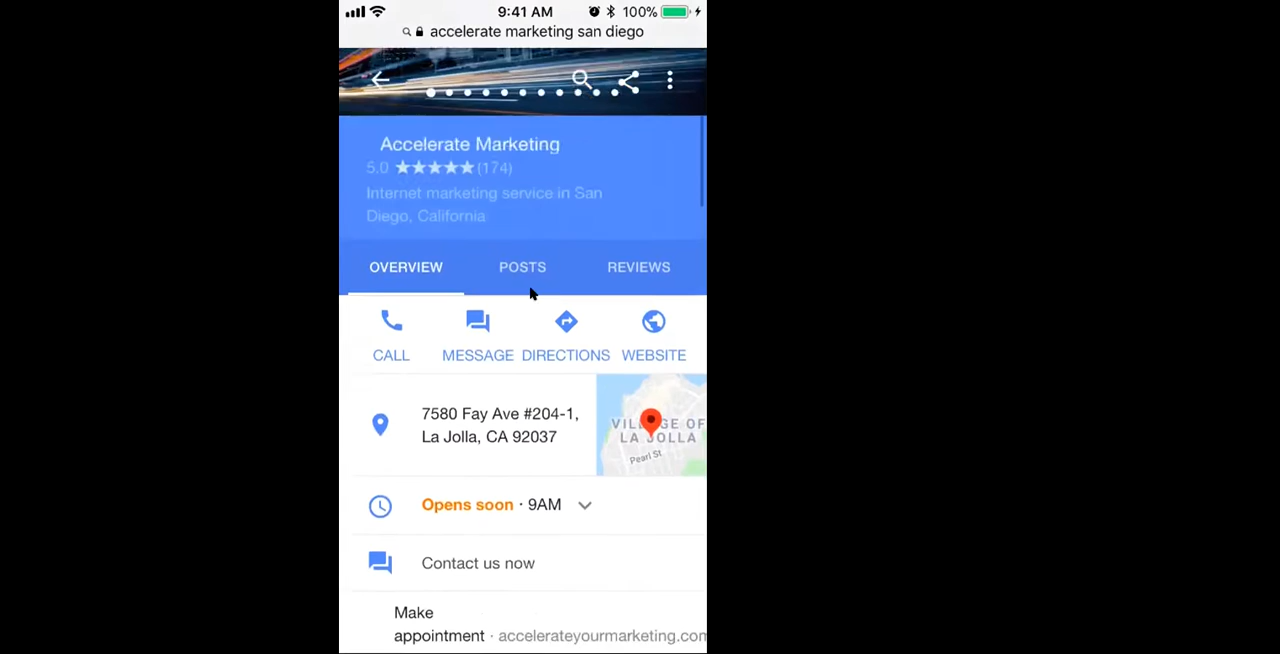 9:41 AM
100%
accelerate marketing san diego
Accelerate Marketing
5.0 (174)
Internet marketing service in San
Diego, California
OVERVIEW POSTS REVIEWS
CALL MESSAGE DIRECTIONS WEBSITE
7580 Fay Ave #204-1,
La Jolla, CA 92037
VILLAGE OF
LA JOLLA
Pearl St
Opens soon · 9AM
Contact us now
Make
appointment · accelerateyourmarketing.com